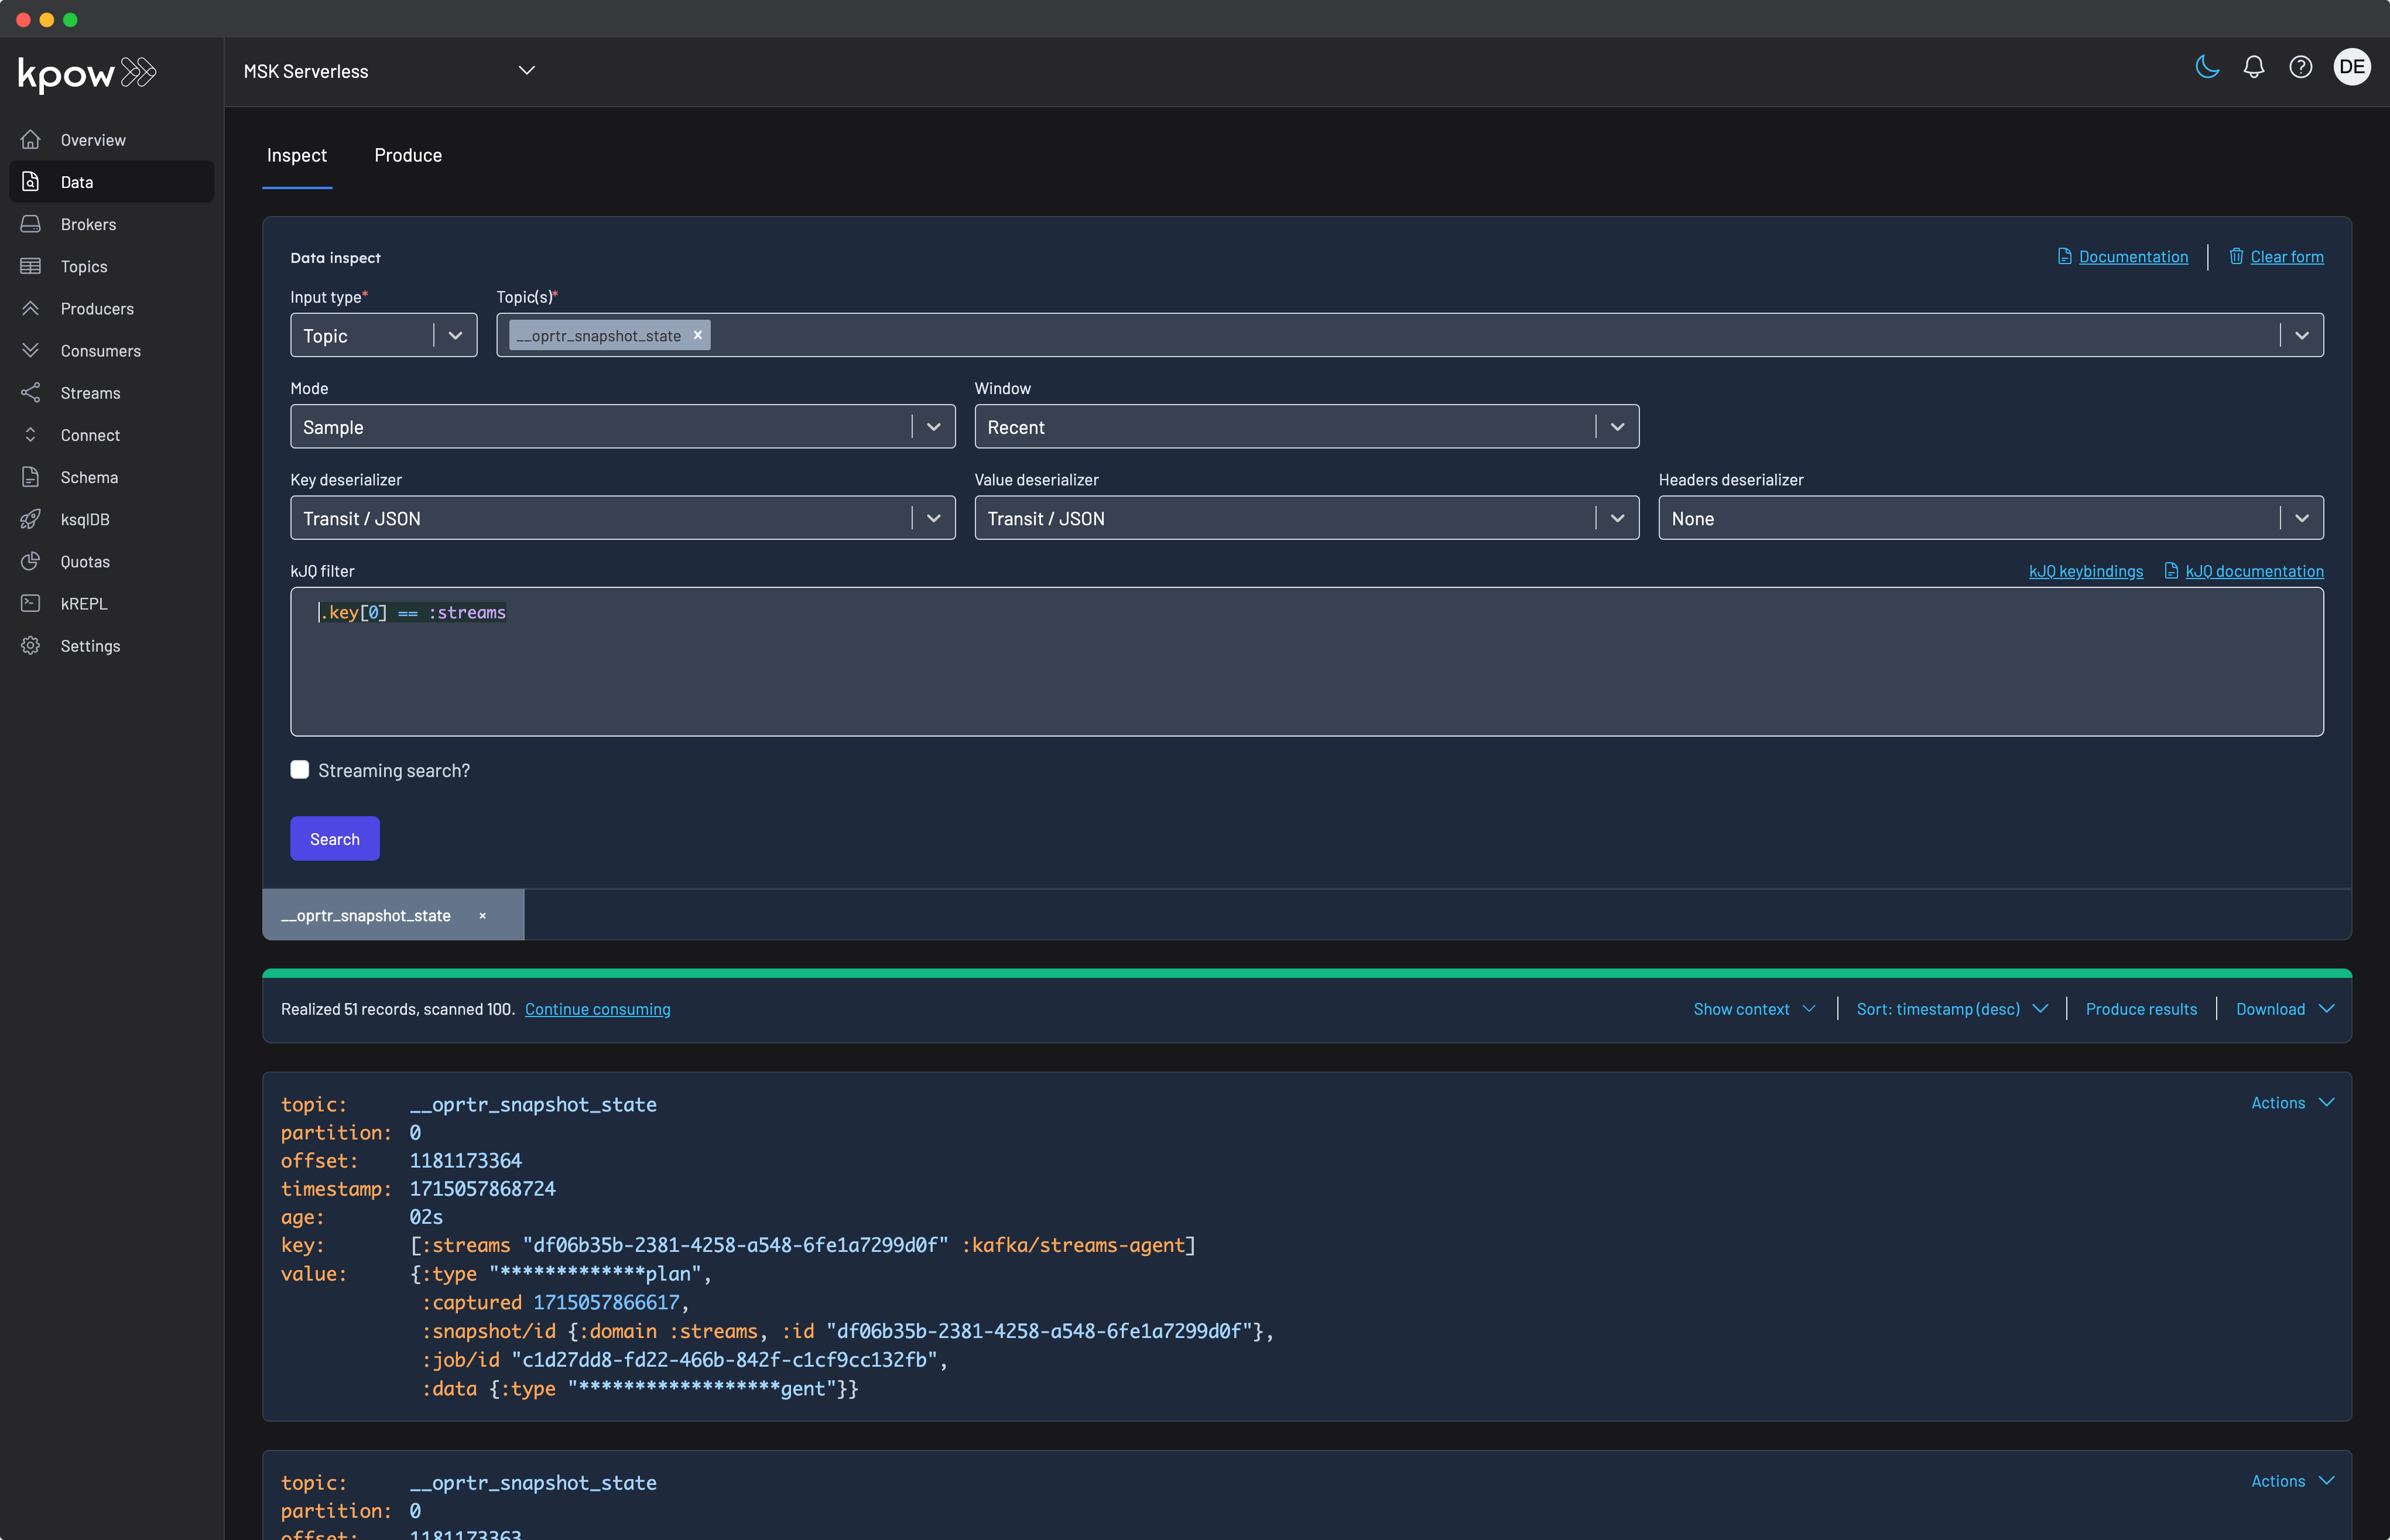 kpow
MSK Serverless
DE
Overview
Data
Brokers
Topics
Producers
Consumers
Streams
Connect
Schema
ksqlDB
Quotas
kREPL
Settings
Inspect Produce
Data inspect Documentation Clear form
Input type* Topic(s)*
Topic __oprtr_snapshot_state ×
Mode Window
Sample Recent
Key deserializer Value deserializer Headers deserializer
Transit / JSON Transit / JSON None
kJQ filter kJQ keybindings kJQ documentation
.key[0] == :streams
Streaming search?
Search
__oprtr_snapshot_state ×
Realized 51 records, scanned 100. Continue consuming Show context Sort: timestamp (desc) Produce results Download
topic: __oprtr_snapshot_state Actions
partition: 0
offset: 1181173364
timestamp: 1715057868724
age: 02s
key: [:streams "df06b35b-2381-4258-a548-6fe1a7299d0f" :kafka/streams-agent]
value: {:type "*************plan",
:captured 1715057866617,
:snapshot/id {:domain :streams, :id "df06b35b-2381-4258-a548-6fe1a7299d0f"},
:job/id "c1d27dd8-fd22-466b-842f-c1cf9cc132fb",
:data {:type "******************gent"}}
topic: __oprtr_snapshot_state Actions
partition: 0
offset: 1181173363